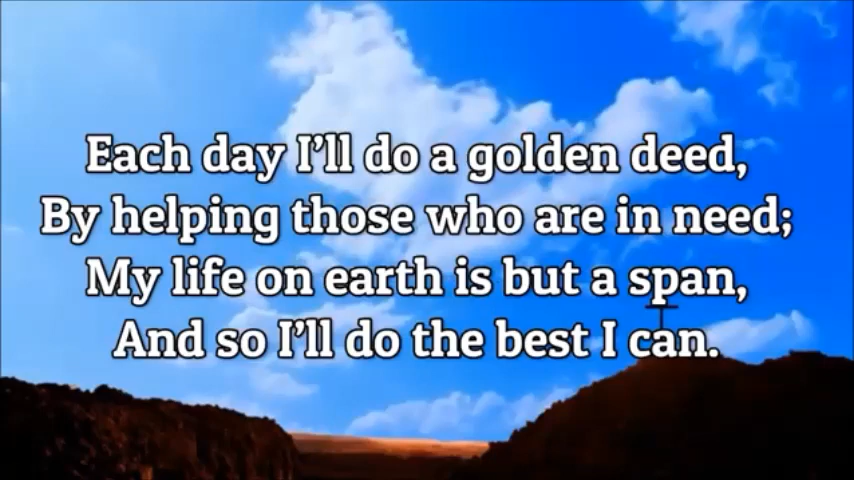 Each day I’ll do a golden deed,
By helping those who are in need;
My life on earth is but a span,
And so I’ll do the best I can.